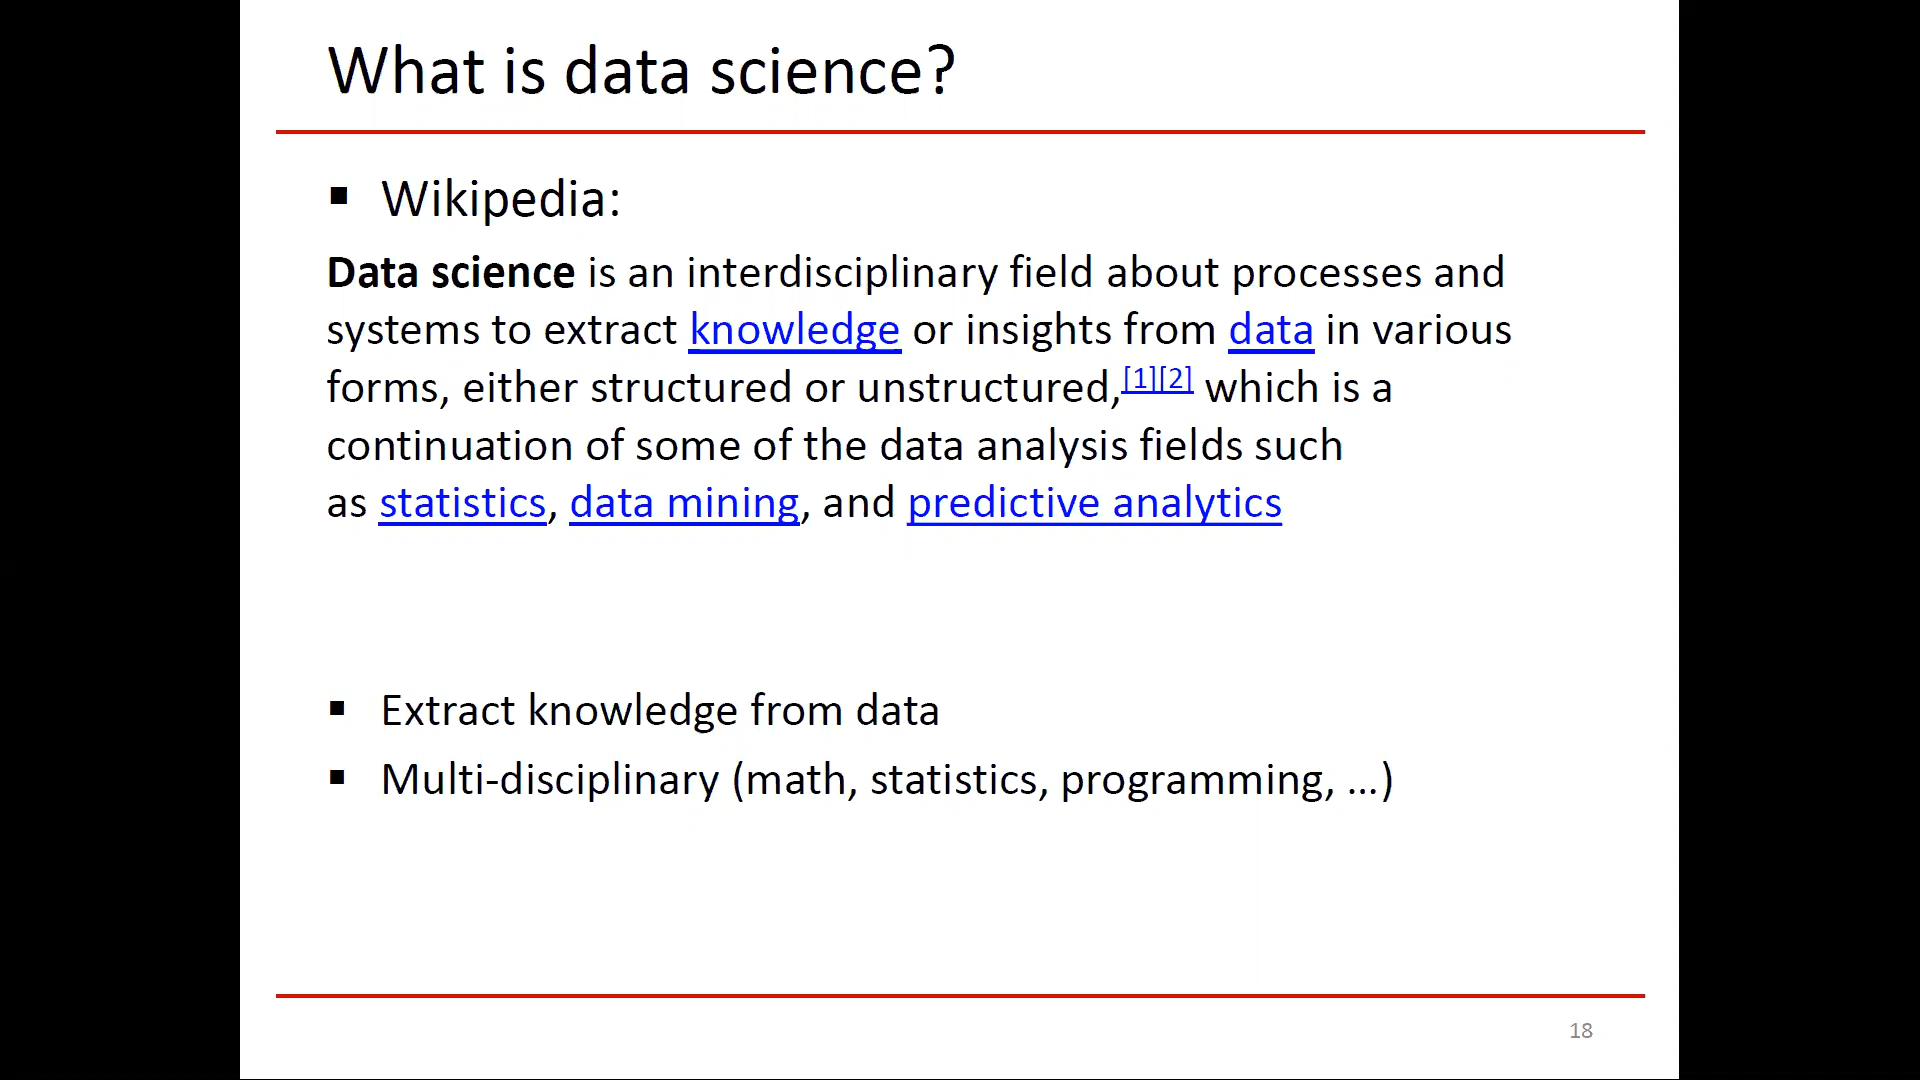 What is data science?
▪ Wikipedia:
Data science is an interdisciplinary field about processes and
systems to extract knowledge or insights from data in various
forms, either structured or unstructured,[1][2] which is a
continuation of some of the data analysis fields such
as statistics, data mining, and predictive analytics
▪ Extract knowledge from data
▪ Multi-disciplinary (math, statistics, programming, …)
18